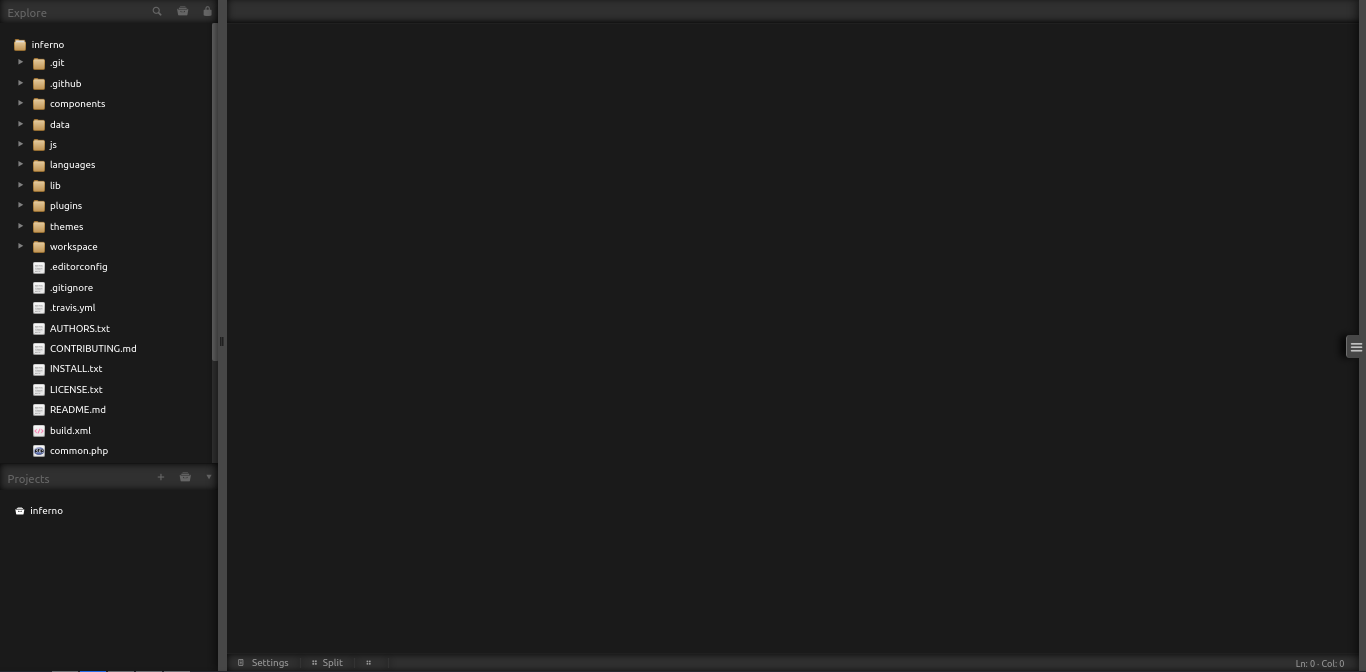 Explore
inferno
.git
.github
components
data
js
languages
lib
plugins
themes
workspace
.editorconfig
.gitignore
.travis.yml
AUTHORS.txt
CONTRIBUTING.md
INSTALL.txt
LICENSE.txt
README.md
build.xml
common.php
Projects
inferno
Settings Split Ln: 0 - Col: 0